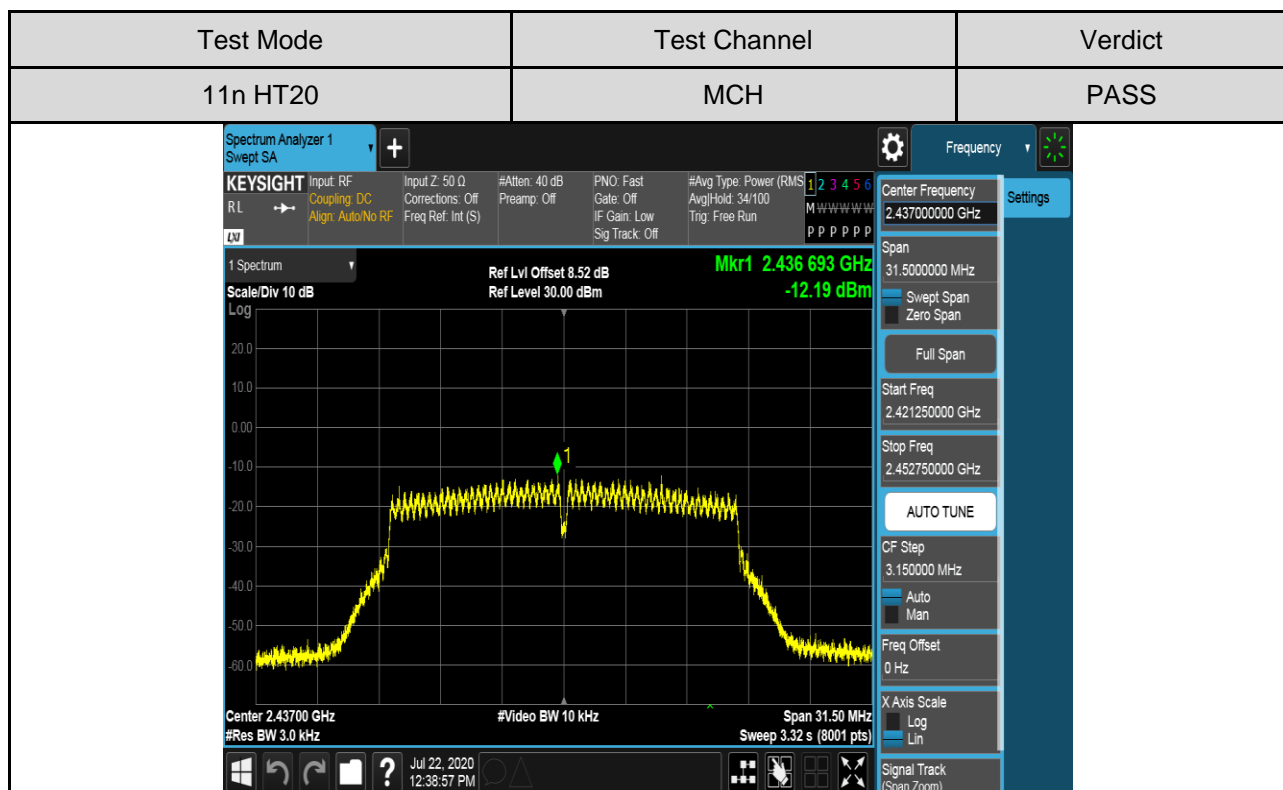 Test Mode Test Channel Verdict
11n HT20 MCH PASS
Spectrum Analyzer 1
Swept SA
+
Frequency
KEYSIGHT
RL
LXI
Input: RF
Coupling: DC
Align: Auto/No RF
Input Z: 50 Ω
Corrections: Off
Freq Ref: Int (S)
#Atten: 40 dB
Preamp: Off
PNO: Fast
Gate: Off
IF Gain: Low
Sig Track: Off
#Avg Type: Power (RMS
Avg|Hold: 34/100
Trig: Free Run
1 2 3 4 5 6
M W W W W W
P P P P P P
Center Frequency
2.437000000 GHz
Settings
Span
31.5000000 MHz
Swept Span
Zero Span
Full Span
Start Freq
2.421250000 GHz
Stop Freq
2.452750000 GHz
AUTO TUNE
CF Step
3.150000 MHz
Auto
Man
Freq Offset
0 Hz
X Axis Scale
Log
Lin
Signal Track
(Span Zoom)
1 Spectrum
Scale/Div 10 dB
Ref Lvl Offset 8.52 dB
Ref Level 30.00 dBm
Mkr1 2.436 693 GHz
-12.19 dBm
Log
20.0
10.0
0.00
-10.0
-20.0
-30.0
-40.0
-50.0
-60.0
1
Center 2.43700 GHz
#Res BW 3.0 kHz
#Video BW 10 kHz
Span 31.50 MHz
Sweep 3.32 s (8001 pts)
?
Jul 22, 2020
12:38:57 PM